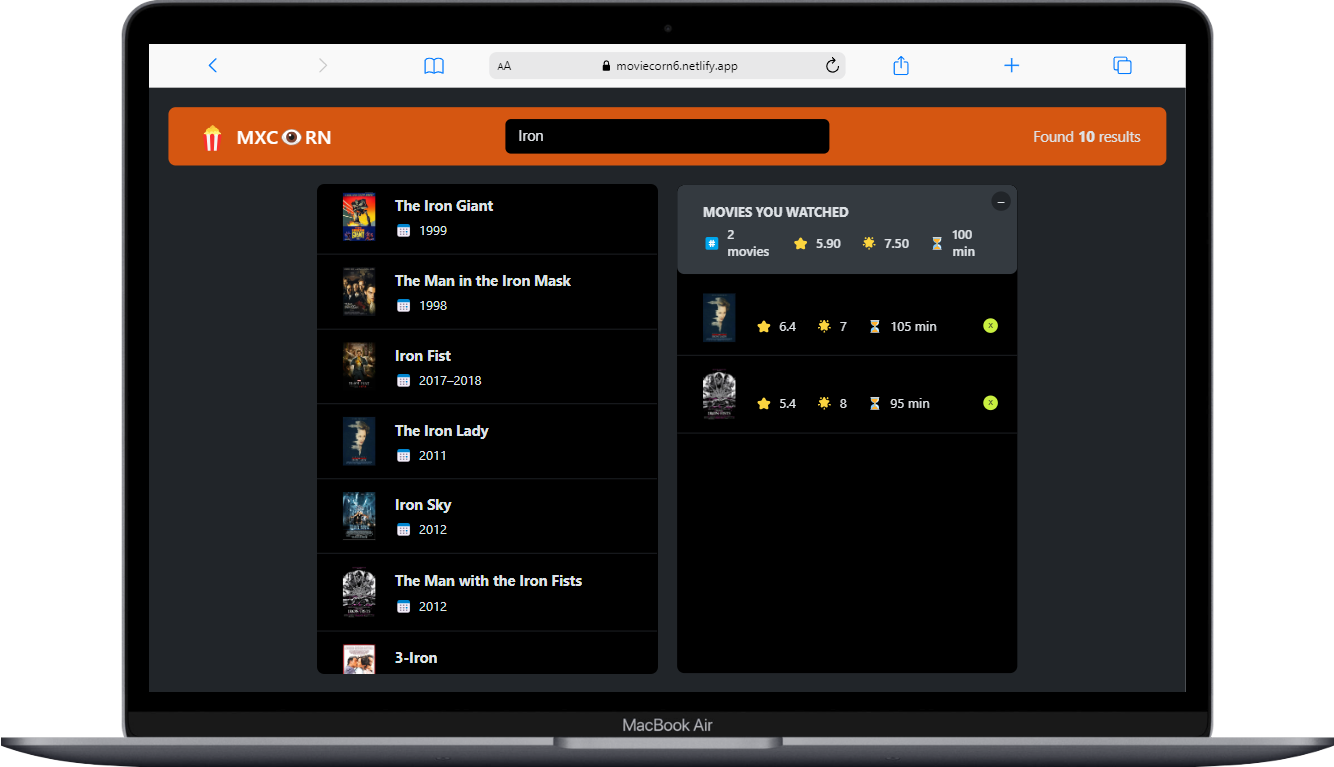 AA moviecorn6.netlify.app
MXC👁RN
Iron
Found 10 results
The Iron Giant
1999
The Man in the Iron Mask
1998
Iron Fist
2017–2018
The Iron Lady
2011
Iron Sky
2012
The Man with the Iron Fists
2012
3-Iron
MOVIES YOU WATCHED
# 2 movies 5.90 7.50 100 min
6.4 7 105 min X
5.4 8 95 min X
MacBook Air